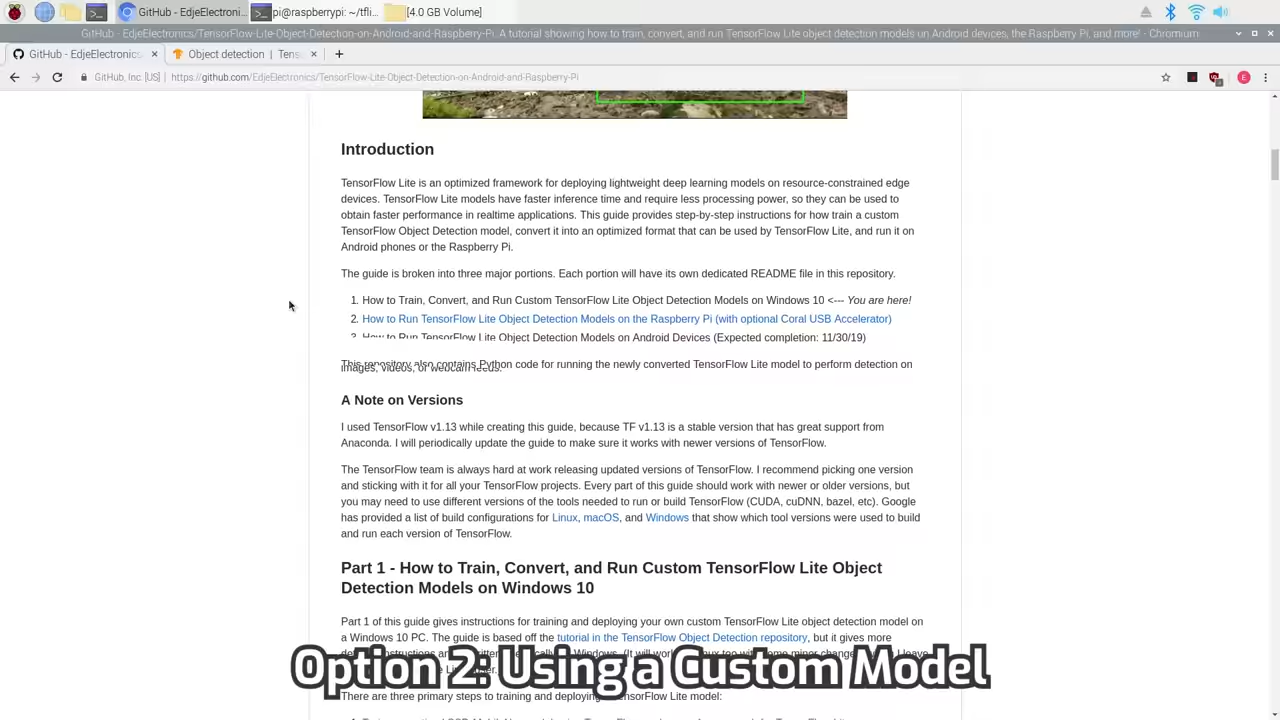 pi@raspberrypi: ~/tfli...
[4.0 GB Volume]
TensorFlow-Lite-Object-Detection-on-Android-and-Raspberry-Pi: A tutorial showing how to train, convert, and run TensorFlow Lite object detection models on Android devices, the Raspberry Pi, and more! - Chromium
GitHub - EdjeElectronics/
Object detection | Tens
GitHub, Inc. [US] | https://github.com/EdjeElectronics/TensorFlow-Lite-Object-Detection-on-Android-and-Raspberry-Pi
Introduction
TensorFlow Lite is an optimized framework for deploying lightweight deep learning models on resource-constrained edge
devices. TensorFlow Lite models have faster inference time and require less processing power, so they can be used to
obtain faster performance in realtime applications. This guide provides step-by-step instructions for how train a custom
TensorFlow Object Detection model, convert it into an optimized format that can be used by TensorFlow Lite, and run it on
Android phones or the Raspberry Pi.
The guide is broken into three major portions. Each portion will have its own dedicated README file in this repository.
1. How to Train, Convert, and Run Custom TensorFlow Lite Object Detection Models on Windows 10 <--- You are here!
2. How to Run TensorFlow Lite Object Detection Models on the Raspberry Pi (with optional Coral USB Accelerator)
3. How to Run TensorFlow Lite Object Detection Models on Android Devices (Expected completion: 11/30/19)
This repository also contains Python code for running the newly converted TensorFlow Lite model to perform detection on
images, videos, or webcam feeds.
A Note on Versions
I used TensorFlow v1.13 while creating this guide, because TF v1.13 is a stable version that has great support from
Anaconda. I will periodically update the guide to make sure it works with newer versions of TensorFlow.
The TensorFlow team is always hard at work releasing updated versions of TensorFlow. I recommend picking one version
and sticking with it for all your TensorFlow projects. Every part of this guide should work with newer or older versions, but
you may need to use different versions of the tools needed to run or build TensorFlow (CUDA, cuDNN, bazel, etc). Google
has provided a list of build configurations for Linux, macOS, and Windows that show which tool versions were used to build
and run each version of TensorFlow.
Part 1 - How to Train, Convert, and Run Custom TensorFlow Lite Object
Detection Models on Windows 10
Part 1 of this guide gives instructions for training and deploying your own custom TensorFlow Lite object detection model on
a Windows 10 PC. The guide is based off the tutorial in the TensorFlow Object Detection repository, but it gives more
Option 2: Using a Custom Model
There are three primary steps to training and deploying